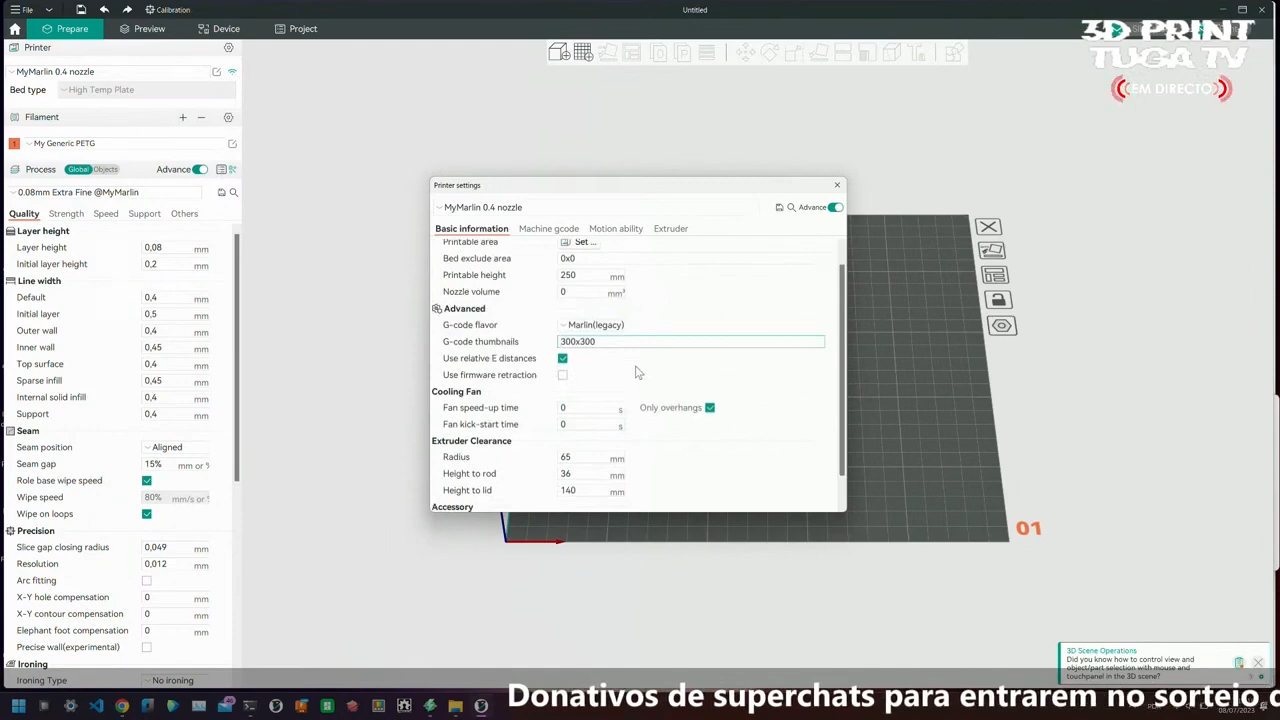 File
Calibration
Untitled
Prepare
Preview
Device
Project
3D PRINT
TUGA TV
EM DIRECTO
Printer
MyMarlin 0.4 nozzle
Bed type
High Temp Plate
Filament
1
My Generic PETG
Process
Global
Objects
Advance
0.08mm Extra Fine @MyMarlin
Quality
Strength
Speed
Support
Others
Layer height
Layer height 0,08 mm
Initial layer height 0,2 mm
Line width
Default 0,4 mm
Initial layer 0,5 mm
Outer wall 0,4 mm
Inner wall 0,45 mm
Top surface 0,4 mm
Sparse infill 0,45 mm
Internal solid infill 0,4 mm
Support 0,4 mm
Seam
Seam position Aligned
Seam gap 15% mm or %
Role base wipe speed
Wipe speed 80% mm/s or %
Wipe on loops
Precision
Slice gap closing radius 0,049 mm
Resolution 0,012 mm
Arc fitting
X-Y hole compensation 0 mm
X-Y contour compensation 0 mm
Elephant foot compensation 0 mm
Precise wall(experimental)
Ironing
Ironing Type No ironing
Printer settings
MyMarlin 0.4 nozzle
Advance
Basic information
Machine gcode
Motion ability
Extruder
Printable area Set ...
Bed exclude area 0x0
Printable height 250 mm
Nozzle volume 0 mm³
Advanced
G-code flavor Marlin(legacy)
G-code thumbnails 300x300
Use relative E distances
Use firmware retraction
Cooling Fan
Fan speed-up time 0 s Only overhangs
Fan kick-start time 0 s
Extruder Clearance
Radius 65 mm
Height to rod 36 mm
Height to lid 140 mm
Accessory
01
3D Scene Operations
Did you know how to control view and
object/part selection with mouse and
touchpanel in the 3D scene?
Donativos de superchats para entrarem no sorteio
08/07/2023